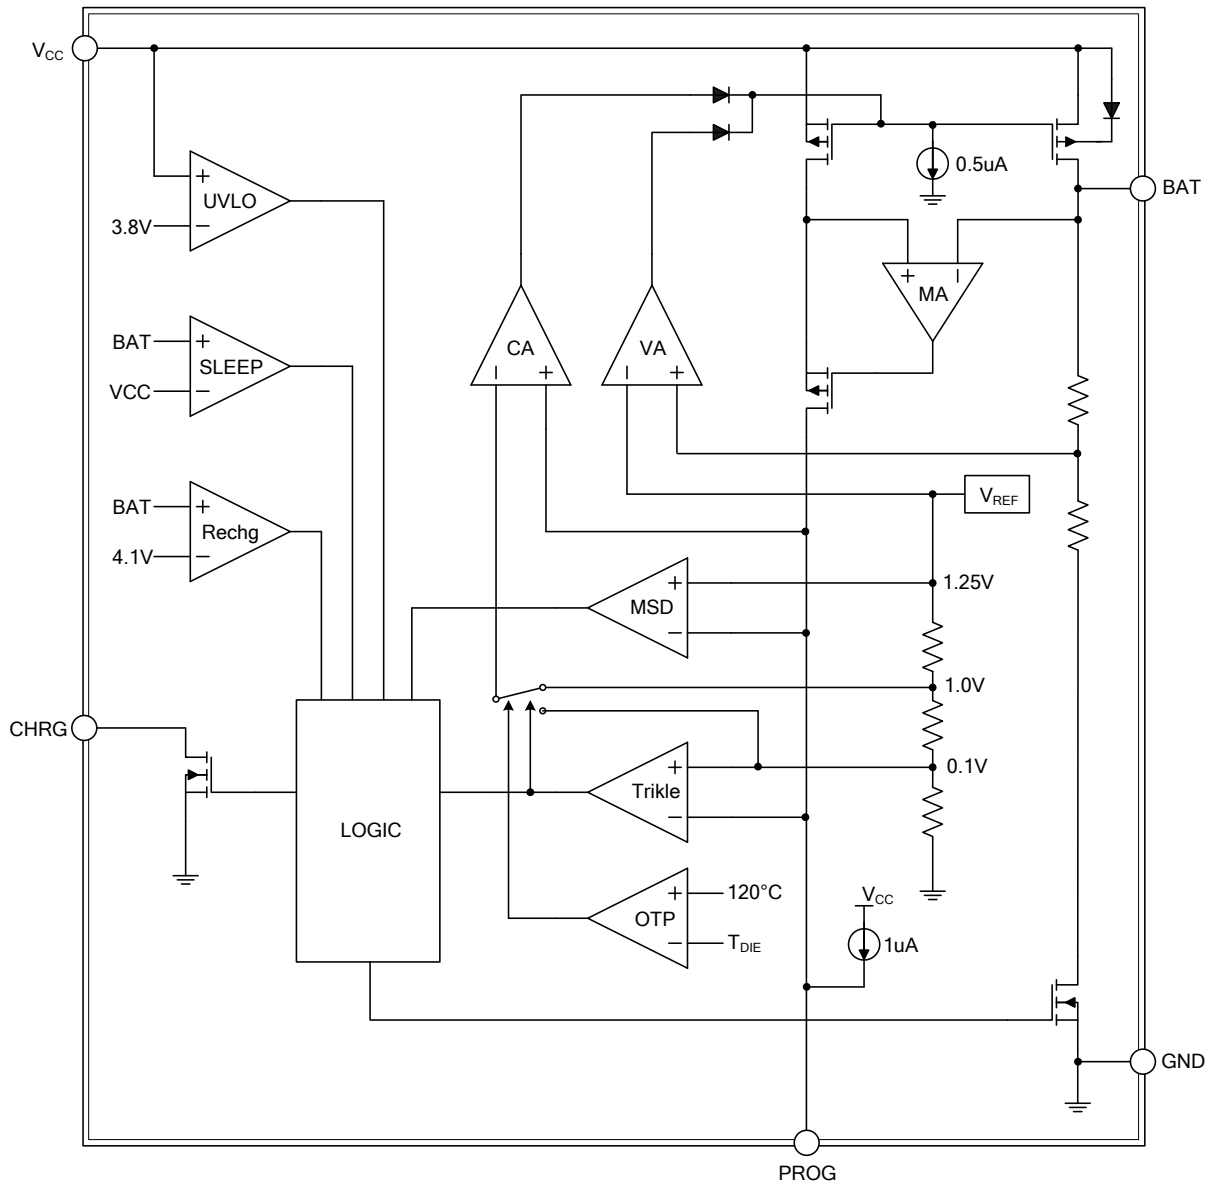 VCC
0.5uA
BAT
UVLO
3.8V
MA
BAT
SLEEP
VCC
CA
VA
BAT
Rechg
4.1V
VREF
1.25V
MSD
1.0V
CHRG
0.1V
Trikle
LOGIC
120°C
OTP
TDIE
VCC
1uA
GND
PROG